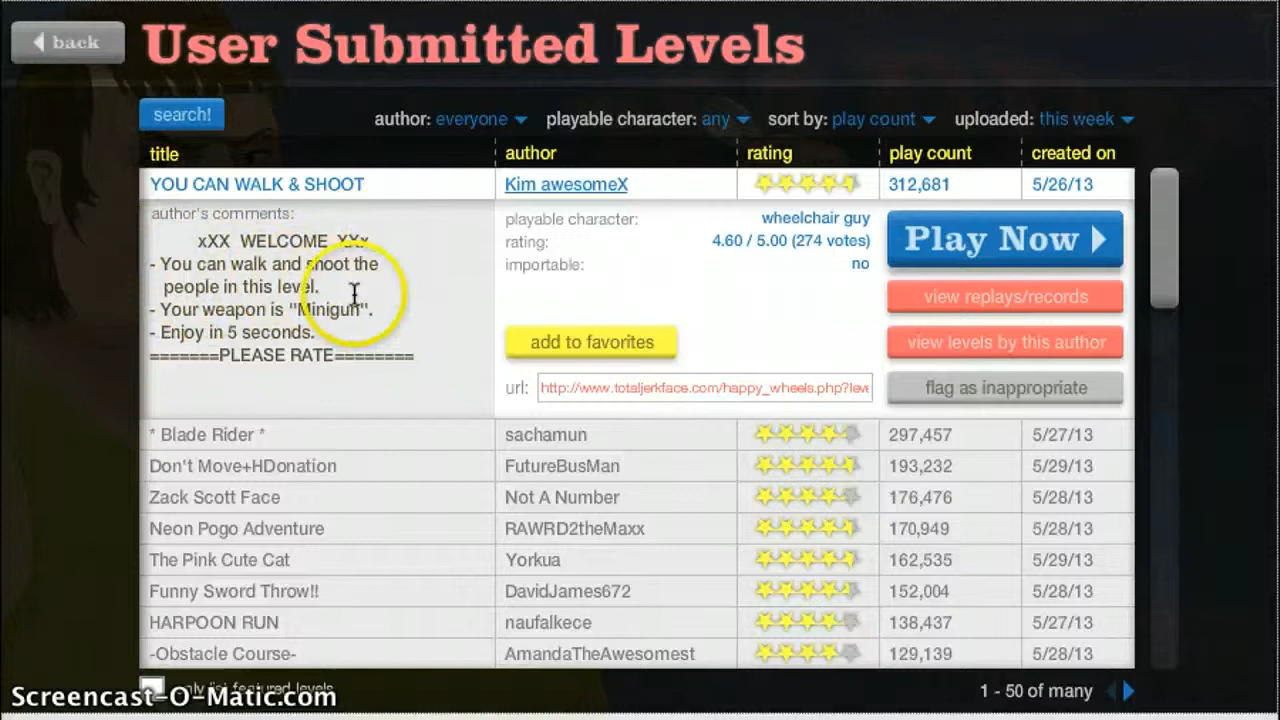 back
User Submitted Levels
search!
author: everyone playable character: any sort by: play count uploaded: this week
title author rating play count created on
YOU CAN WALK & SHOOT Kim awesomeX 312,681 5/26/13
author's comments:
xXX WELCOME XXx
- You can walk and shoot the
people in this level.
- Your weapon is "Minigun".
- Enjoy in 5 seconds.
=======PLEASE RATE========
playable character: wheelchair guy
rating: 4.60 / 5.00 (274 votes)
importable: no
add to favorites
url: http://www.totaljerkface.com/happy_wheels.php?leve
Play Now
view replays/records
view levels by this author
flag as inappropriate
* Blade Rider * sachamun 297,457 5/27/13
Don't Move+HDonation FutureBusMan 193,232 5/29/13
Zack Scott Face Not A Number 176,476 5/28/13
Neon Pogo Adventure RAWRD2theMaxx 170,949 5/28/13
The Pink Cute Cat Yorkua 162,535 5/29/13
Funny Sword Throw!! DavidJames672 152,004 5/28/13
HARPOON RUN naufalkece 138,437 5/27/13
-Obstacle Course- AmandaTheAwesomest 129,139 5/28/13
only list featured levels
1 - 50 of many
Screencast-O-Matic.com